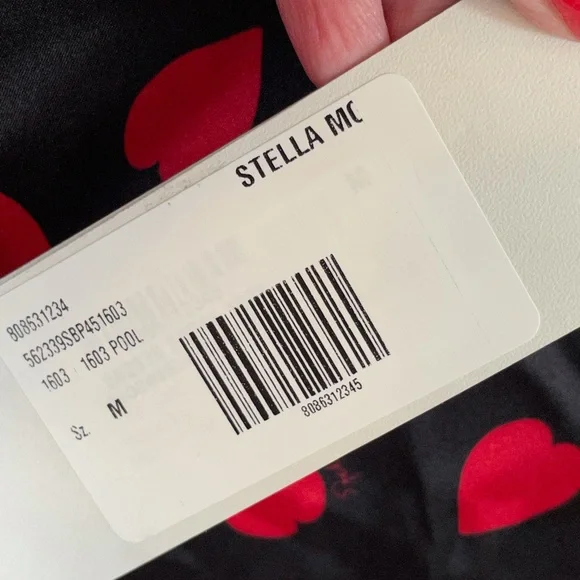 STELLA MC
808631234
562339SBP451603
1603 - 1603 POOL
Sz. M
8086312345